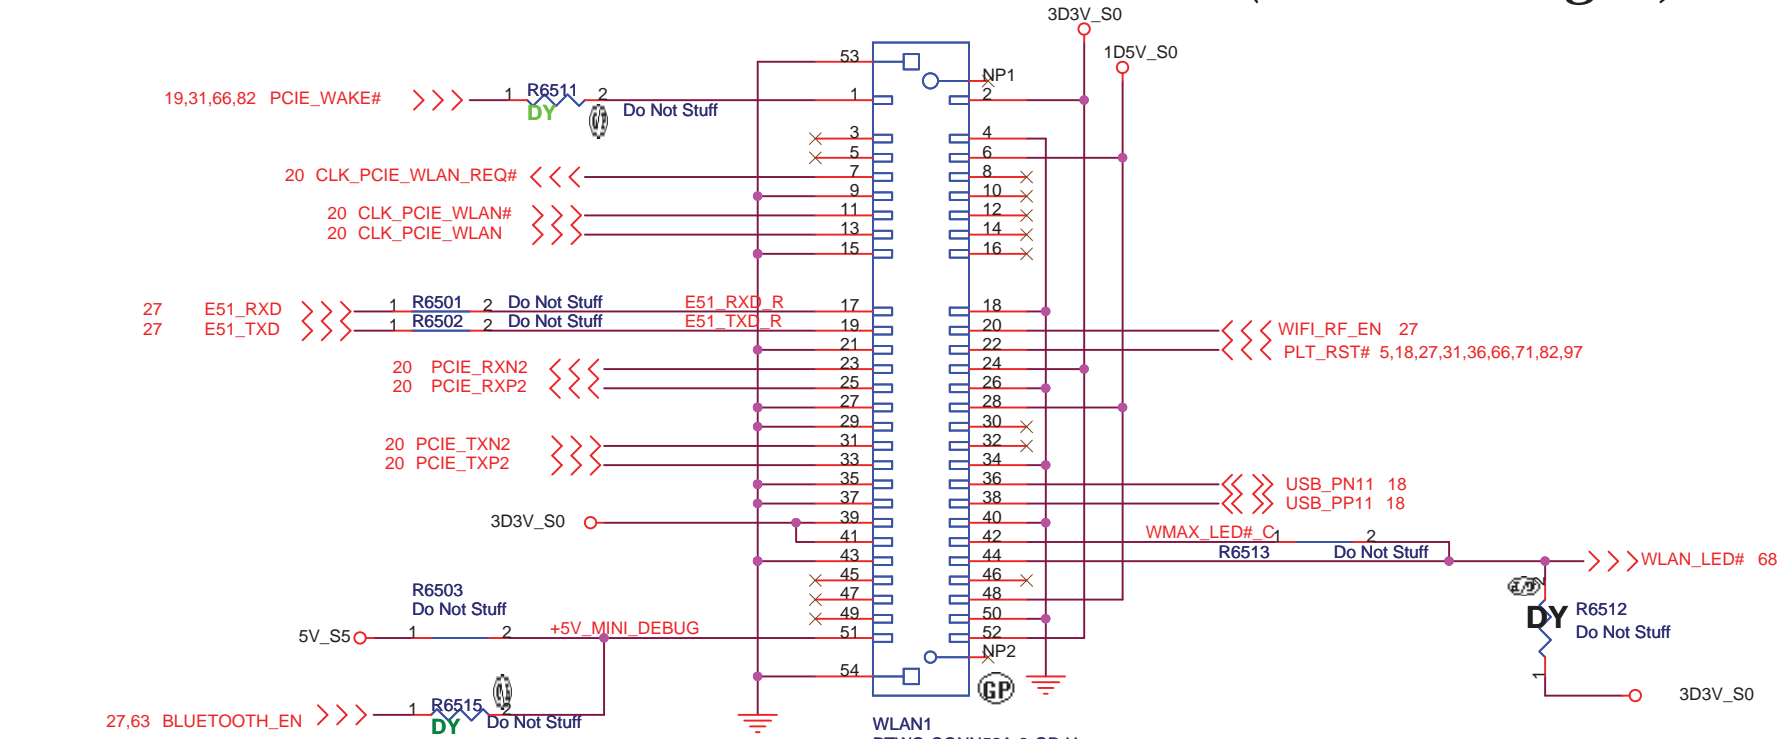 3D3V_S0
1D5V_S0
53
NP1
19,31,66,82 PCIE_WAKE# 1 R6511 2 Do Not Stuff 1 2
DY
3 4
5 6
20 CLK_PCIE_WLAN_REQ# 7 8
9 10
20 CLK_PCIE_WLAN# 11 12
20 CLK_PCIE_WLAN 13 14
15 16
27 E51_RXD 1 R6501 2 Do Not Stuff E51_RXD_R 17 18
27 E51_TXD 1 R6502 2 Do Not Stuff E51_TXD_R 19 20 WIFI_RF_EN 27
21 22 PLT_RST# 5,18,27,31,36,66,71,82,97
20 PCIE_RXN2 23 24
20 PCIE_RXP2 25 26
27 28
29 30
20 PCIE_TXN2 31 32
20 PCIE_TXP2 33 34
35 36 USB_PN11 18
37 38 USB_PP11 18
3D3V_S0 39 40
41 42 WMAX_LED#_C 1 2
R6513 Do Not Stuff
43 44 WLAN_LED# 68
45 46
R6503
Do Not Stuff
47 48
49 50
2
DY R6512
Do Not Stuff
1
5V_S5 1 2 +5V_MINI_DEBUG 51 52
NP2
54
GP
3D3V_S0
27,63 BLUETOOTH_EN 1 R6515 2 Do Not Stuff
DY
WLAN1